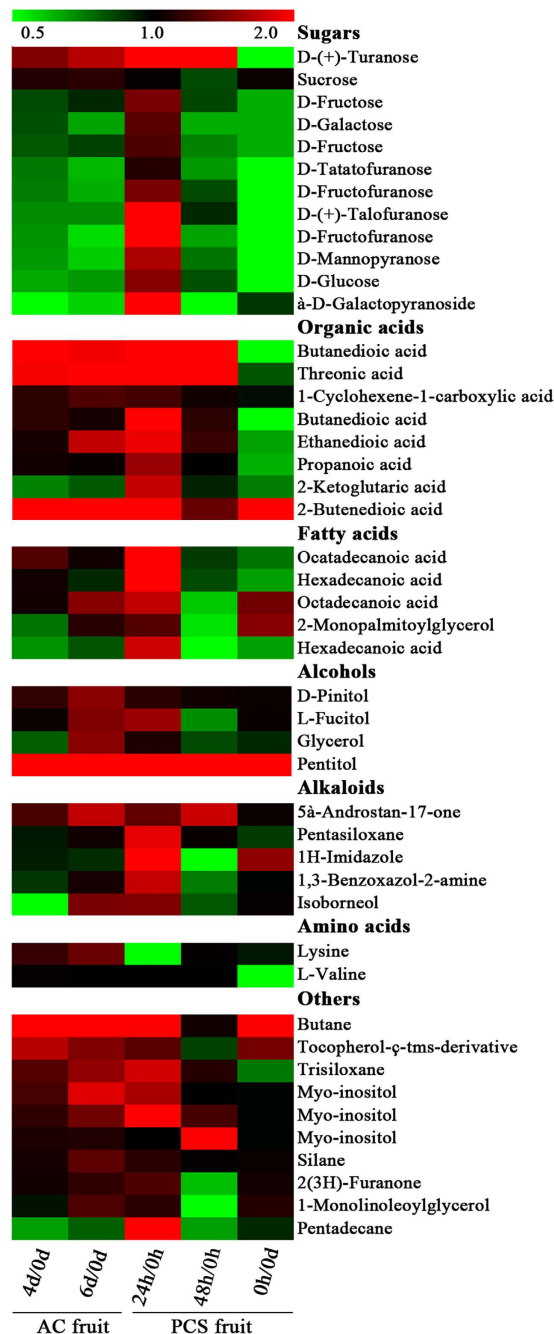 0.5 1.0 2.0
Sugars
D-(+)-Turanose
Sucrose
D-Fructose
D-Galactose
D-Fructose
D-Tatatofuranose
D-Fructofuranose
D-(+)-Talofuranose
D-Fructofuranose
D-Mannopyranose
D-Glucose
à-D-Galactopyranoside
Organic acids
Butanedioic acid
Threonic acid
1-Cyclohexene-1-carboxylic acid
Butanedioic acid
Ethanedioic acid
Propanoic acid
2-Ketoglutaric acid
2-Butenedioic acid
Fatty acids
Ocatadecanoic acid
Hexadecanoic acid
Octadecanoic acid
2-Monopalmitoylglycerol
Hexadecanoic acid
Alcohols
D-Pinitol
L-Fucitol
Glycerol
Pentitol
Alkaloids
5à-Androstan-17-one
Pentasiloxane
1H-Imidazole
1,3-Benzoxazol-2-amine
Isoborneol
Amino acids
Lysine
L-Valine
Others
Butane
Tocopherol-ç-tms-derivative
Trisiloxane
Myo-inositol
Myo-inositol
Myo-inositol
Silane
2(3H)-Furanone
1-Monolinoleoylglycerol
Pentadecane
4d/0d 6d/0d 24h/0h 48h/0h 0h/0d
AC fruit PCS fruit